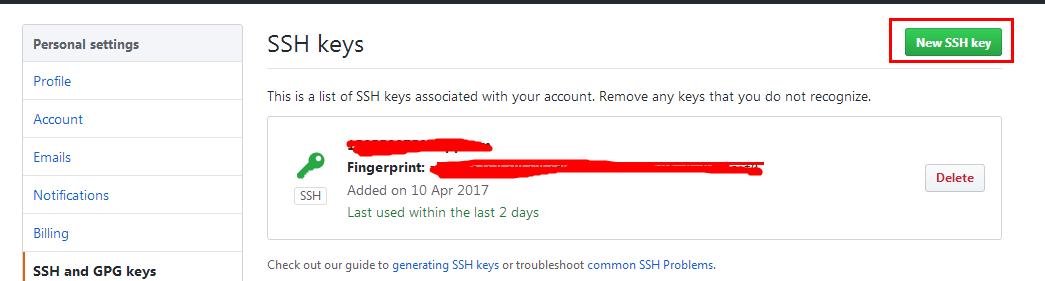 Personal settings
Profile
Account
Emails
Notifications
Billing
SSH and GPG keys
SSH keys
New SSH key
This is a list of SSH keys associated with your account. Remove any keys that you do not recognize.
SSH
Fingerprint:
Added on 10 Apr 2017
Last used within the last 2 days
Delete
Check out our guide to generating SSH keys or troubleshoot common SSH Problems.